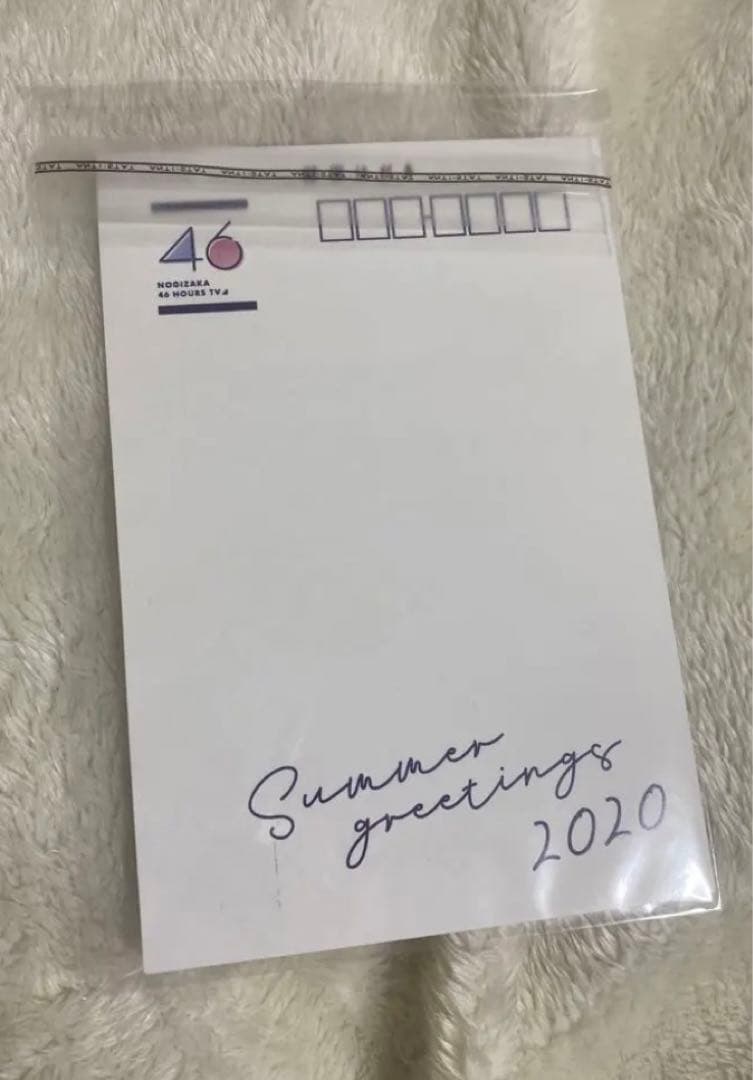 46
NOGIZAKA
46 HOURS TV
Summer
greetings
2020